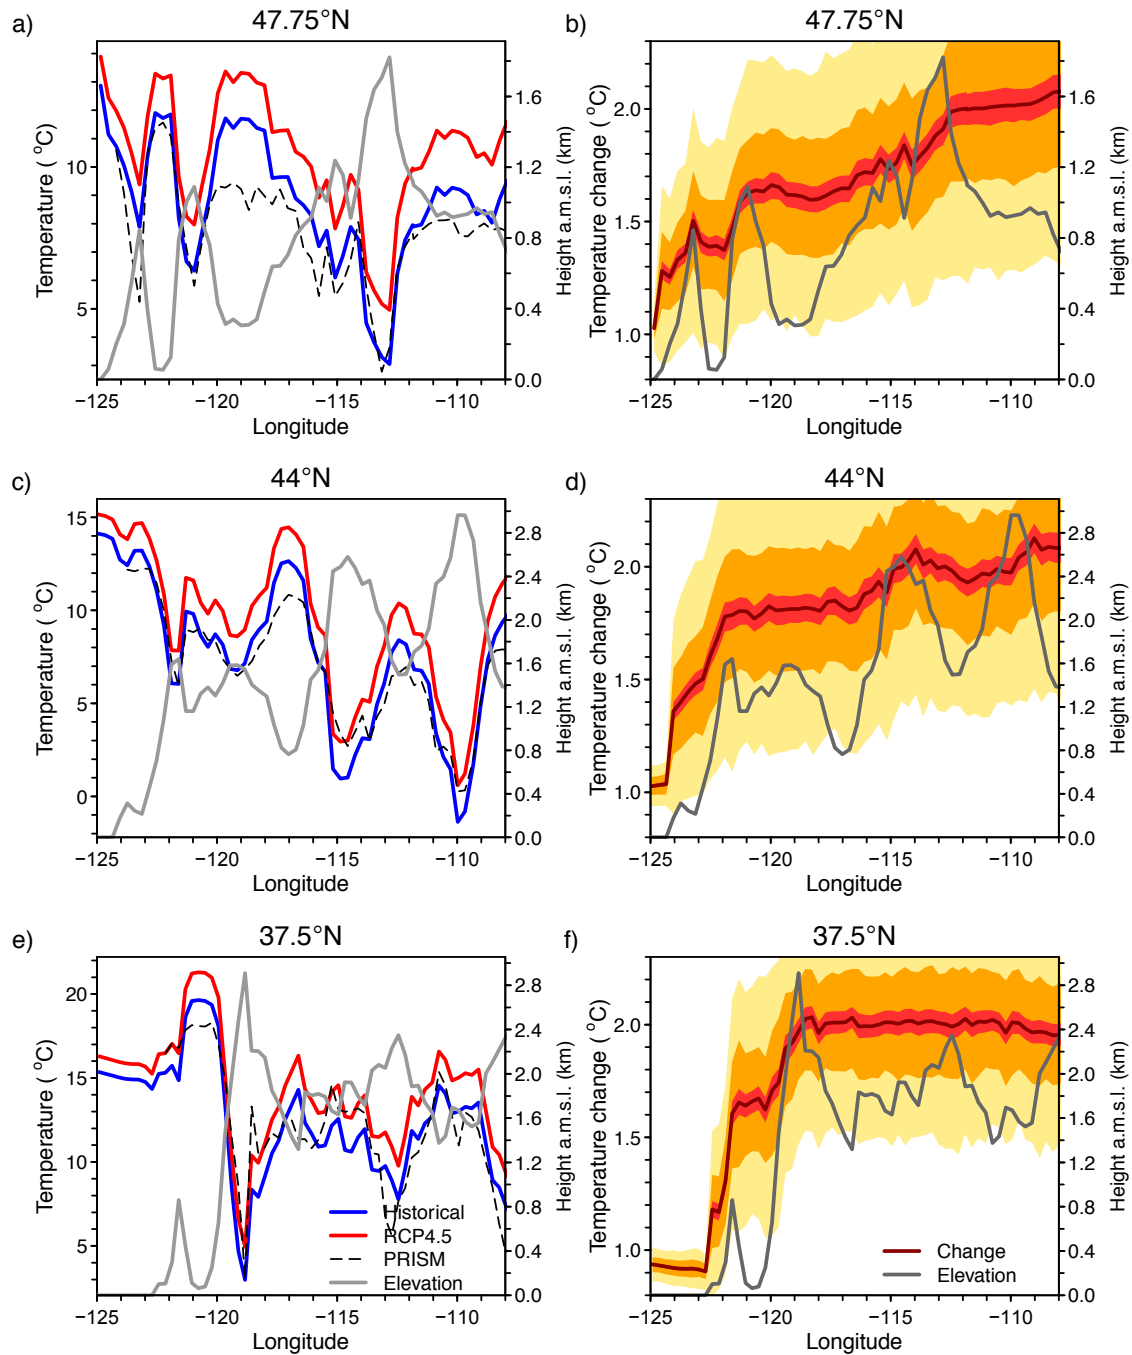 a)
47.75°N
Temperature ( °C)
10
5
1.6
1.2
0.8
0.4
0.0
Height a.m.s.l. (km)
−125
−120
−115
−110
Longitude
b)
47.75°N
Temperature change ( °C)
2.0
1.5
1.0
1.6
1.2
0.8
0.4
0.0
Height a.m.s.l. (km)
−125
−120
−115
−110
Longitude
c)
44°N
Temperature ( °C)
15
10
5
0
2.8
2.4
2.0
1.6
1.2
0.8
0.4
0.0
Height a.m.s.l. (km)
−125
−120
−115
−110
Longitude
d)
44°N
Temperature change ( °C)
2.0
1.5
1.0
2.8
2.4
2.0
1.6
1.2
0.8
0.4
0.0
Height a.m.s.l. (km)
−125
−120
−115
−110
Longitude
e)
37.5°N
Temperature ( °C)
20
15
10
5
2.8
2.4
2.0
1.6
1.2
0.8
0.4
0.0
Height a.m.s.l. (km)
Historical
RCP4.5
PRISM
Elevation
−125
−120
−115
−110
Longitude
f)
37.5°N
Temperature change ( °C)
2.0
1.5
1.0
2.8
2.4
2.0
1.6
1.2
0.8
0.4
0.0
Height a.m.s.l. (km)
Change
Elevation
−125
−120
−115
−110
Longitude